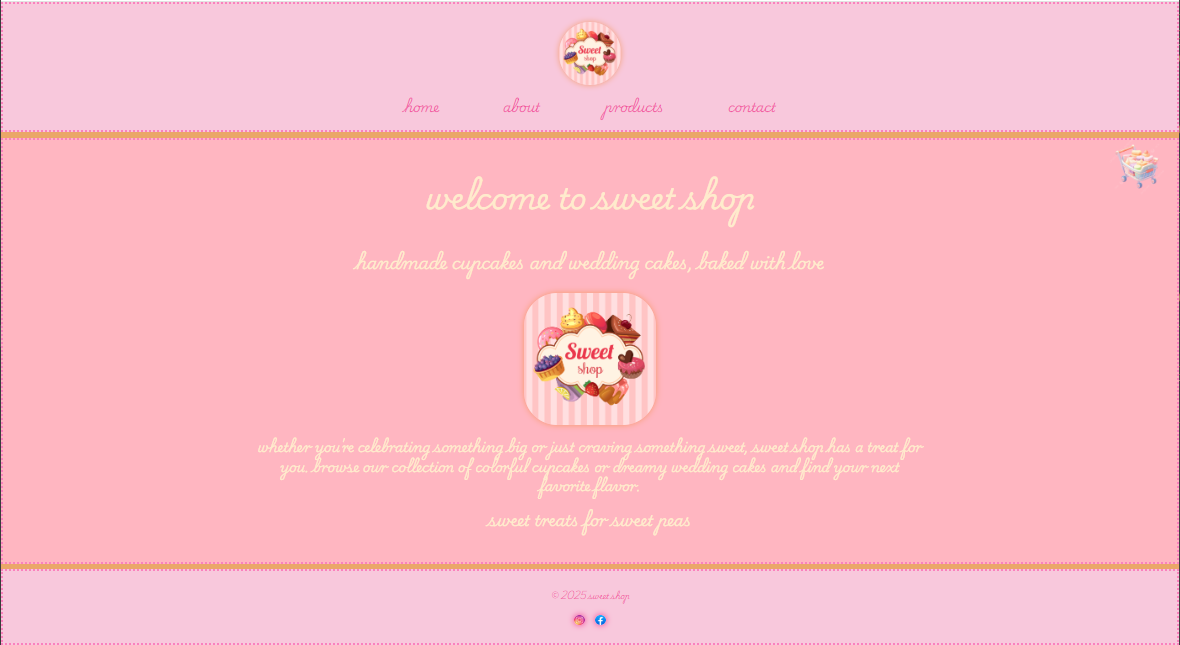 Sweet
shop
home about products contact
welcome to sweet shop
handmade cupcakes and wedding cakes, baked with love
Sweet
shop
whether you're celebrating something big or just craving something sweet, sweet shop has a treat for
you. browse our collection of colorful cupcakes or dreamy wedding cakes and find your next
favorite flavor.
sweet treats for sweet peas
© 2025 sweet shop